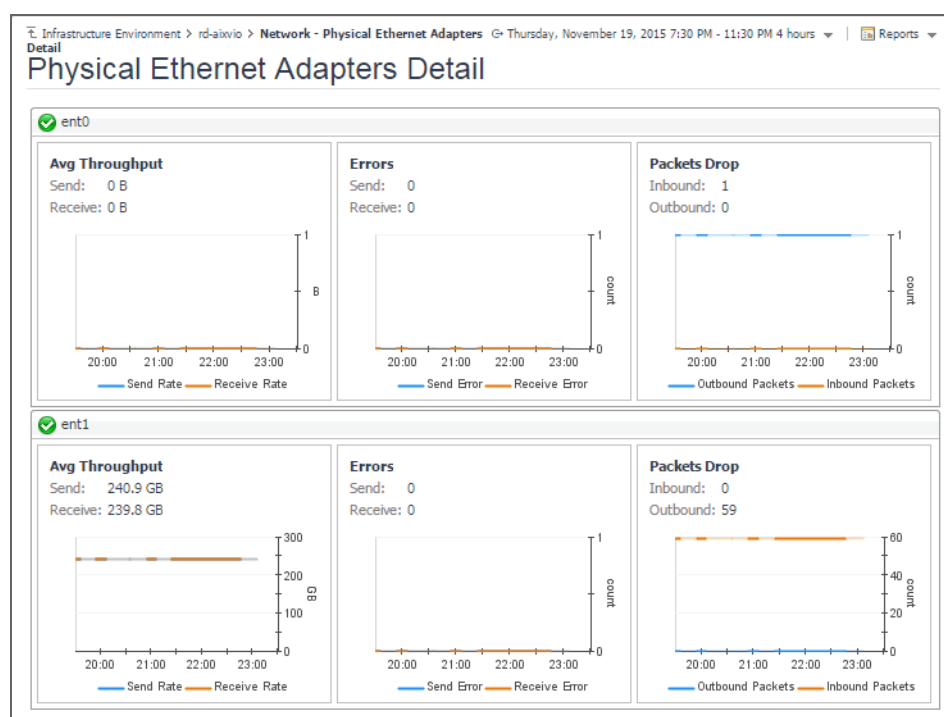 Infrastructure Environment > rd-aixvio > Network - Physical Ethernet Adapters Thursday, November 19, 2015 7:30 PM - 11:30 PM 4 hours | Reports
Detail
Physical Ethernet Adapters Detail
ent0
Avg Throughput
Send: 0 B
Receive: 0 B
1
B
0
20:00 21:00 22:00 23:00
Send Rate Receive Rate
Errors
Send: 0
Receive: 0
1
count
0
20:00 21:00 22:00 23:00
Send Error Receive Error
Packets Drop
Inbound: 1
Outbound: 0
1
count
0
20:00 21:00 22:00 23:00
Outbound Packets Inbound Packets
ent1
Avg Throughput
Send: 240.9 GB
Receive: 239.8 GB
300
200
GB
100
0
20:00 21:00 22:00 23:00
Send Rate Receive Rate
Errors
Send: 0
Receive: 0
1
count
0
20:00 21:00 22:00 23:00
Send Error Receive Error
Packets Drop
Inbound: 0
Outbound: 59
60
40
count
20
0
20:00 21:00 22:00 23:00
Outbound Packets Inbound Packets